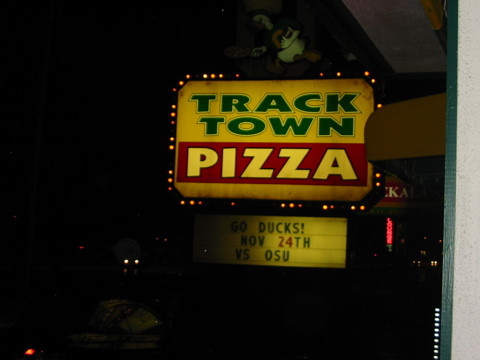 TRACK
TOWN
PIZZA
GO DUCKS!
NOV 24TH
VS OSU